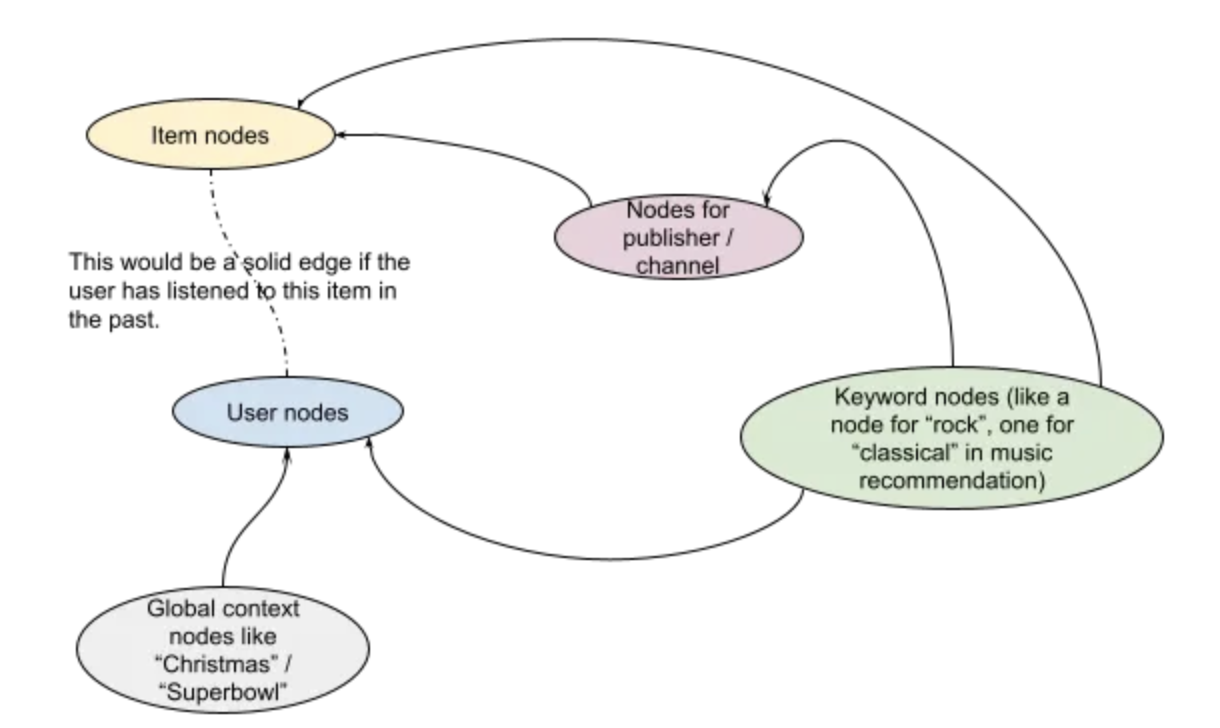 Item nodes
Nodes for
publisher /
channel
This would be a solid edge if the
user has listened to this item in
the past.
User nodes
Keyword nodes (like a
node for “rock”, one for
“classical” in music
recommendation)
Global context
nodes like
“Christmas” /
“Superbowl”